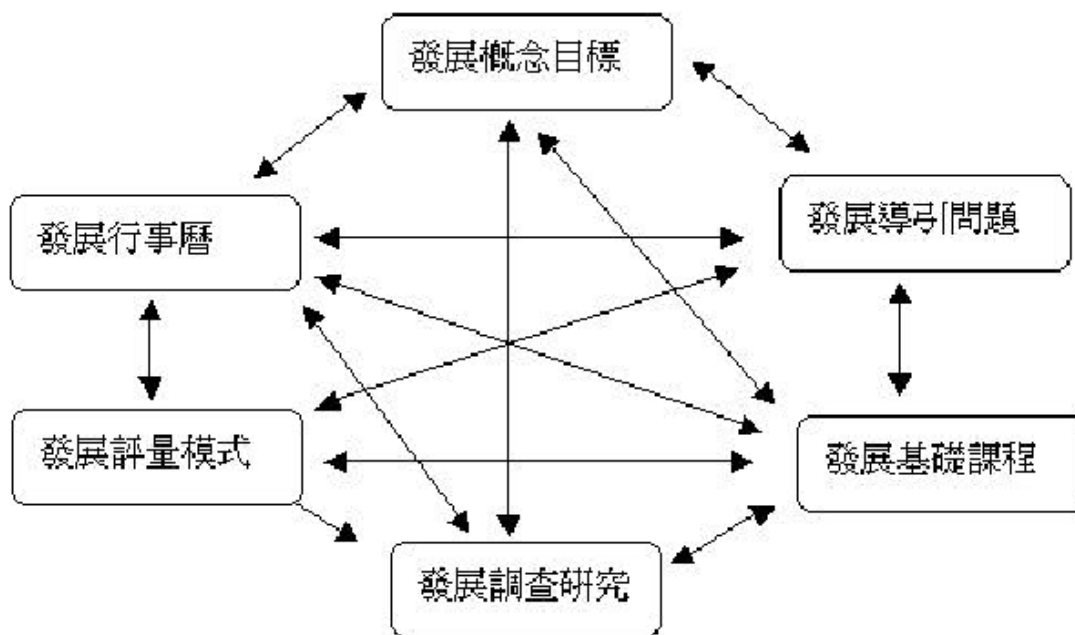 發展概念目標
發展行事曆
發展導引問題
發展評量模式
發展基礎課程
發展調查研究